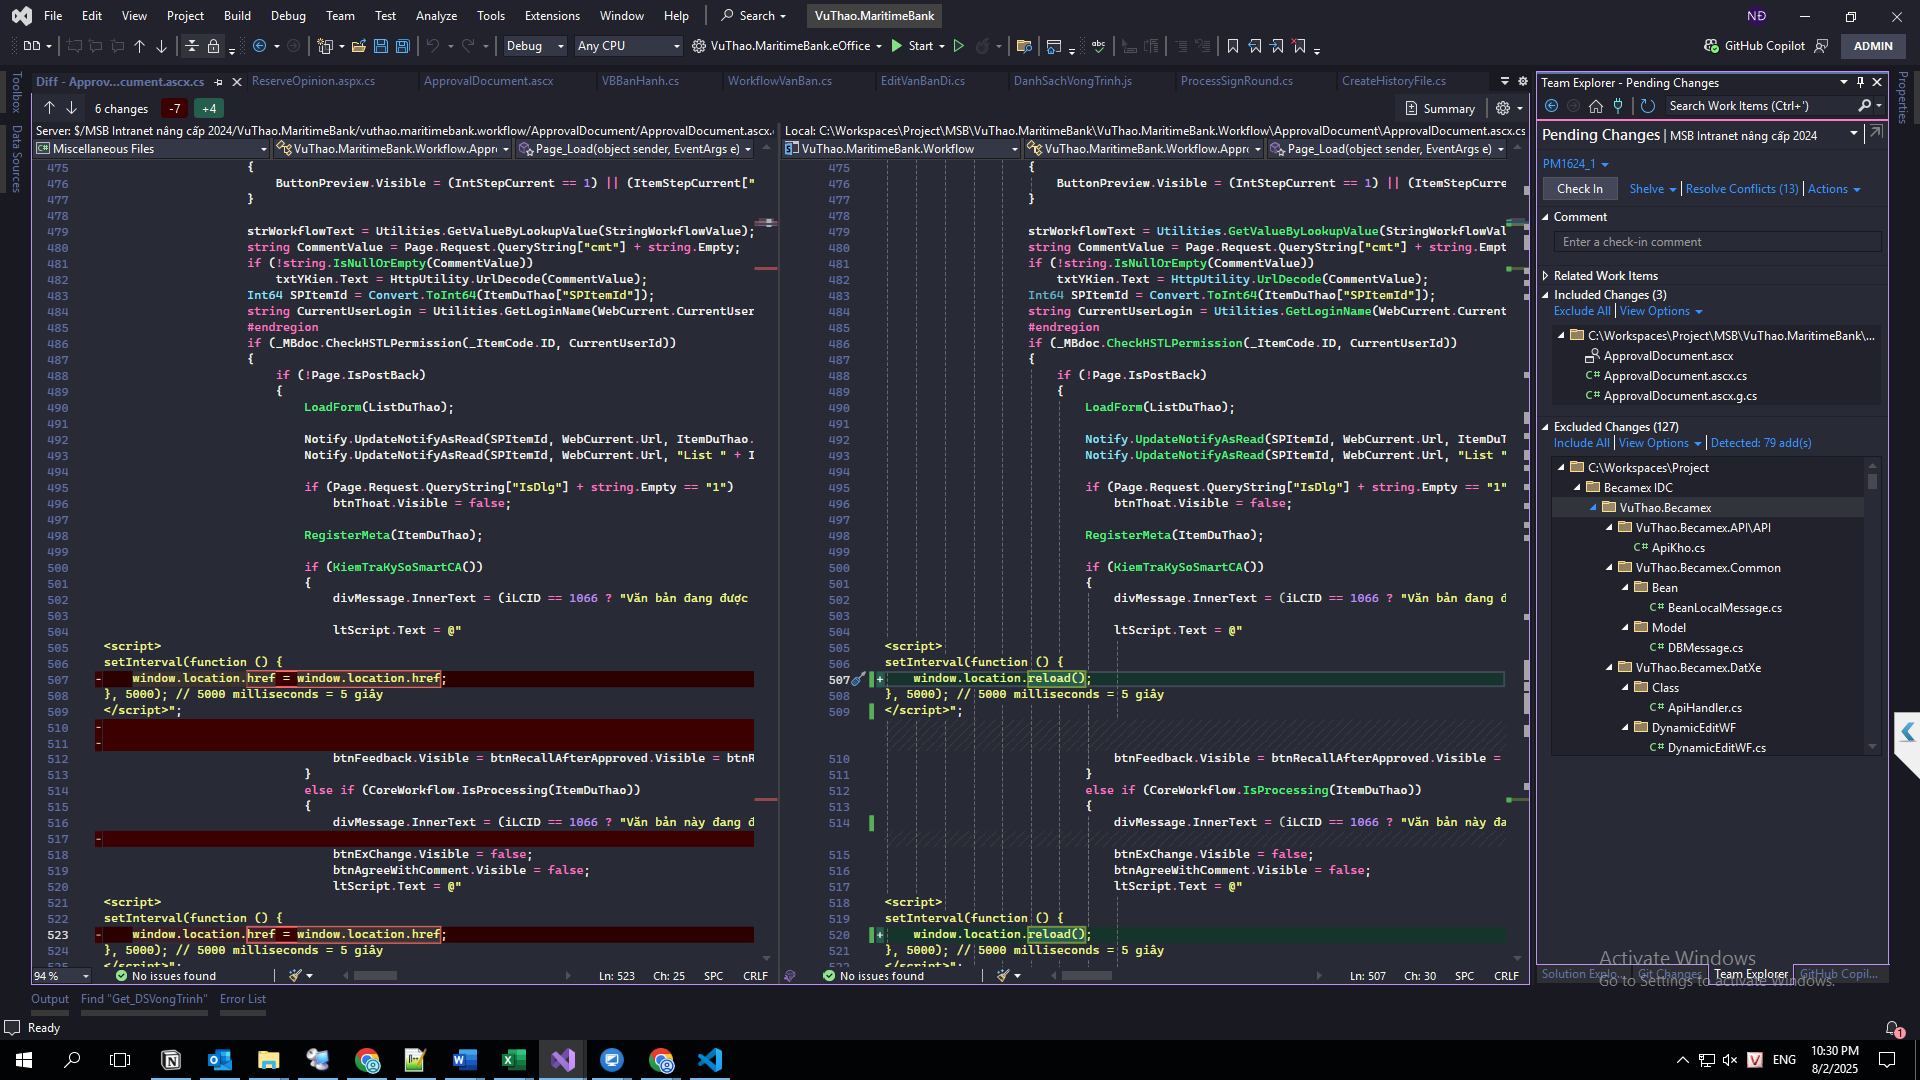 File Edit View Project Build Debug Team Test Analyze Tools Extensions Window Help Search VuThao.MaritimeBank NĐ
DD Debug Any CPU VuThao.MaritimeBank.eOffice Start GitHub Copilot ADMIN
Toolbox
Data Sources
Diff - Approv...cument.ascx.cs ReserveOpinion.aspx.cs ApprovalDocument.ascx VBBanHanh.cs WorkflowVanBan.cs EditVanBanDi.cs DanhSachVongTrinh.js ProcessSignRound.cs CreateHistoryFile.cs
6 changes -7 +4 Summary
Server: $/MSB Intranet nâng cấp 2024/VuThao.MaritimeBank/vuthao.maritimebank.workflow/ApprovalDocument/ApprovalDocument.ascx.
Miscellaneous Files VuThao.MaritimeBank.Workflow.Appro Page_Load(object sender, EventArgs e)
475 {
476 ButtonPreview.Visible = (IntStepCurrent == 1) || (ItemStepCurrent["
477 }
478
479 strWorkflowText = Utilities.GetValueByLookupValue(StringWorkflowValue);
480 string CommentValue = Page.Request.QueryString["cmt"] + string.Empty;
481 if (!string.IsNullOrEmpty(CommentValue))
482 txtYKien.Text = HttpUtility.UrlDecode(CommentValue);
483 Int64 SPItemId = Convert.ToInt64(ItemDuThao["SPItemId"]);
484 string CurrentUserLogin = Utilities.GetLoginName(WebCurrent.CurrentUser
485 #endregion
486 if (_MBdoc.CheckHSTLPermission(_ItemCode.ID, CurrentUserId))
487 {
488 if (!Page.IsPostBack)
489 {
490 LoadForm(ListDuThao);
491
492 Notify.UpdateNotifyAsRead(SPItemId, WebCurrent.Url, ItemDuThao.
493 Notify.UpdateNotifyAsRead(SPItemId, WebCurrent.Url, "List " + I
494
495 if (Page.Request.QueryString["IsDlg"] + string.Empty == "1")
496 btnThoat.Visible = false;
497
498 RegisterMeta(ItemDuThao);
499
500 if (KiemTraKySoSmartCA())
501 {
502 divMessage.InnerText = (iLCID == 1066 ? "Văn bản đang được
503
504 ltScript.Text = @"
505 <script>
506 setInterval(function () {
507 - window.location.href = window.location.href;
508 }, 5000); // 5000 milliseconds = 5 giây
509 </script>";
510 -
511 -
512 btnFeedback.Visible = btnRecallAfterApproved.Visible = btnR
513 }
514 else if (CoreWorkflow.IsProcessing(ItemDuThao))
515 {
516 divMessage.InnerText = (iLCID == 1066 ? "Văn bản này đang đ
517 -
518 btnExChange.Visible = false;
519 btnAgreeWithComment.Visible = false;
520 ltScript.Text = @"
521 <script>
522 setInterval(function () {
523 - window.location.href = window.location.href;
524 }, 5000); // 5000 milliseconds = 5 giây
94 % No issues found Ln: 523 Ch: 25 SPC CRLF
Local: C:\Workspaces\Project\MSB\VuThao.MaritimeBank\VuThao.MaritimeBank.Workflow\ApprovalDocument\ApprovalDocument.ascx.cs
VuThao.MaritimeBank.Workflow VuThao.MaritimeBank.Workflow.Appro Page_Load(object sender, EventArgs e)
475 {
476 ButtonPreview.Visible = (IntStepCurrent == 1) || (ItemStepCurre
477 }
478
479 strWorkflowText = Utilities.GetValueByLookupValue(StringWorkflowVal
480 string CommentValue = Page.Request.QueryString["cmt"] + string.Empt
481 if (!string.IsNullOrEmpty(CommentValue))
482 txtYKien.Text = HttpUtility.UrlDecode(CommentValue);
483 Int64 SPItemId = Convert.ToInt64(ItemDuThao["SPItemId"]);
484 string CurrentUserLogin = Utilities.GetLoginName(WebCurrent.Current
485 #endregion
486 if (_MBdoc.CheckHSTLPermission(_ItemCode.ID, CurrentUserId))
487 {
488 if (!Page.IsPostBack)
489 {
490 LoadForm(ListDuThao);
491
492 Notify.UpdateNotifyAsRead(SPItemId, WebCurrent.Url, ItemDuT
493 Notify.UpdateNotifyAsRead(SPItemId, WebCurrent.Url, "List "
494
495 if (Page.Request.QueryString["IsDlg"] + string.Empty == "1"
496 btnThoat.Visible = false;
497
498 RegisterMeta(ItemDuThao);
499
500 if (KiemTraKySoSmartCA())
501 {
502 divMessage.InnerText = (iLCID == 1066 ? "Văn bản đang đ
503
504 ltScript.Text = @"
505 <script>
506 setInterval(function () {
507 + window.location.reload();
508 }, 5000); // 5000 milliseconds = 5 giây
509 </script>";
510 btnFeedback.Visible = btnRecallAfterApproved.Visible =
511 }
512 else if (CoreWorkflow.IsProcessing(ItemDuThao))
513 {
514 divMessage.InnerText = (iLCID == 1066 ? "Văn bản này đa
515 btnExChange.Visible = false;
516 btnAgreeWithComment.Visible = false;
517 ltScript.Text = @"
518 <script>
519 setInterval(function () {
520 + window.location.reload();
521 }, 5000); // 5000 milliseconds = 5 giây
No issues found Ln: 507 Ch: 30 SPC CRLF
Team Explorer - Pending Changes
Search Work Items (Ctrl+')
Pending Changes | MSB Intranet nâng cấp 2024
PM1624_1
Check In Shelve Resolve Conflicts (13) Actions
Comment
Enter a check-in comment
Related Work Items
Included Changes (3)
Exclude All View Options
C:\Workspaces\Project\MSB\VuThao.MaritimeBank\...
ApprovalDocument.ascx
C# ApprovalDocument.ascx.cs
C# ApprovalDocument.ascx.g.cs
Excluded Changes (127)
Include All View Options Detected: 79 add(s)
C:\Workspaces\Project
Becamex IDC
VuThao.Becamex
VuThao.Becamex.API\API
C# ApiKho.cs
VuThao.Becamex.Common
Bean
C# BeanLocalMessage.cs
Model
C# DBMessage.cs
VuThao.Becamex.DatXe
Class
C# ApiHandler.cs
DynamicEditWF
C# DynamicEditWF.cs
Properties
Activate Windows
Go to Settings to activate Windows.
Solution Explo... Git Changes Team Explorer GitHub Copil...
Output Find "Get_DSVongTrinh" Error List
Ready 1
V ENG 10:30 PM
8/2/2025